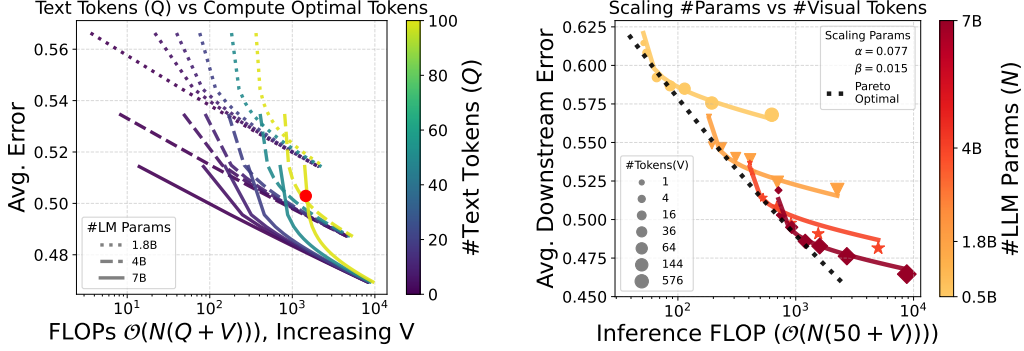 Text Tokens (Q) vs Compute Optimal Tokens
Avg. Error
0.56
0.54
0.52
0.50
0.48
#LM Params
1.8B
4B
7B
10¹
10²
10³
10⁴
FLOPs 𝒪(N(Q + V))), Increasing V
100
80
60
40
20
0
#Text Tokens (Q)
Scaling #Params vs #Visual Tokens
Avg. Downstream Error
0.625
0.600
0.575
0.550
0.525
0.500
0.475
0.450
Scaling Params
α = 0.077
β = 0.015
Pareto
Optimal
#Tokens(V)
1
4
16
36
64
144
576
10²
10³
10⁴
Inference FLOP (𝒪(N(50 + V))))
7B
4B
1.8B
0.5B
#LLM Params (N)